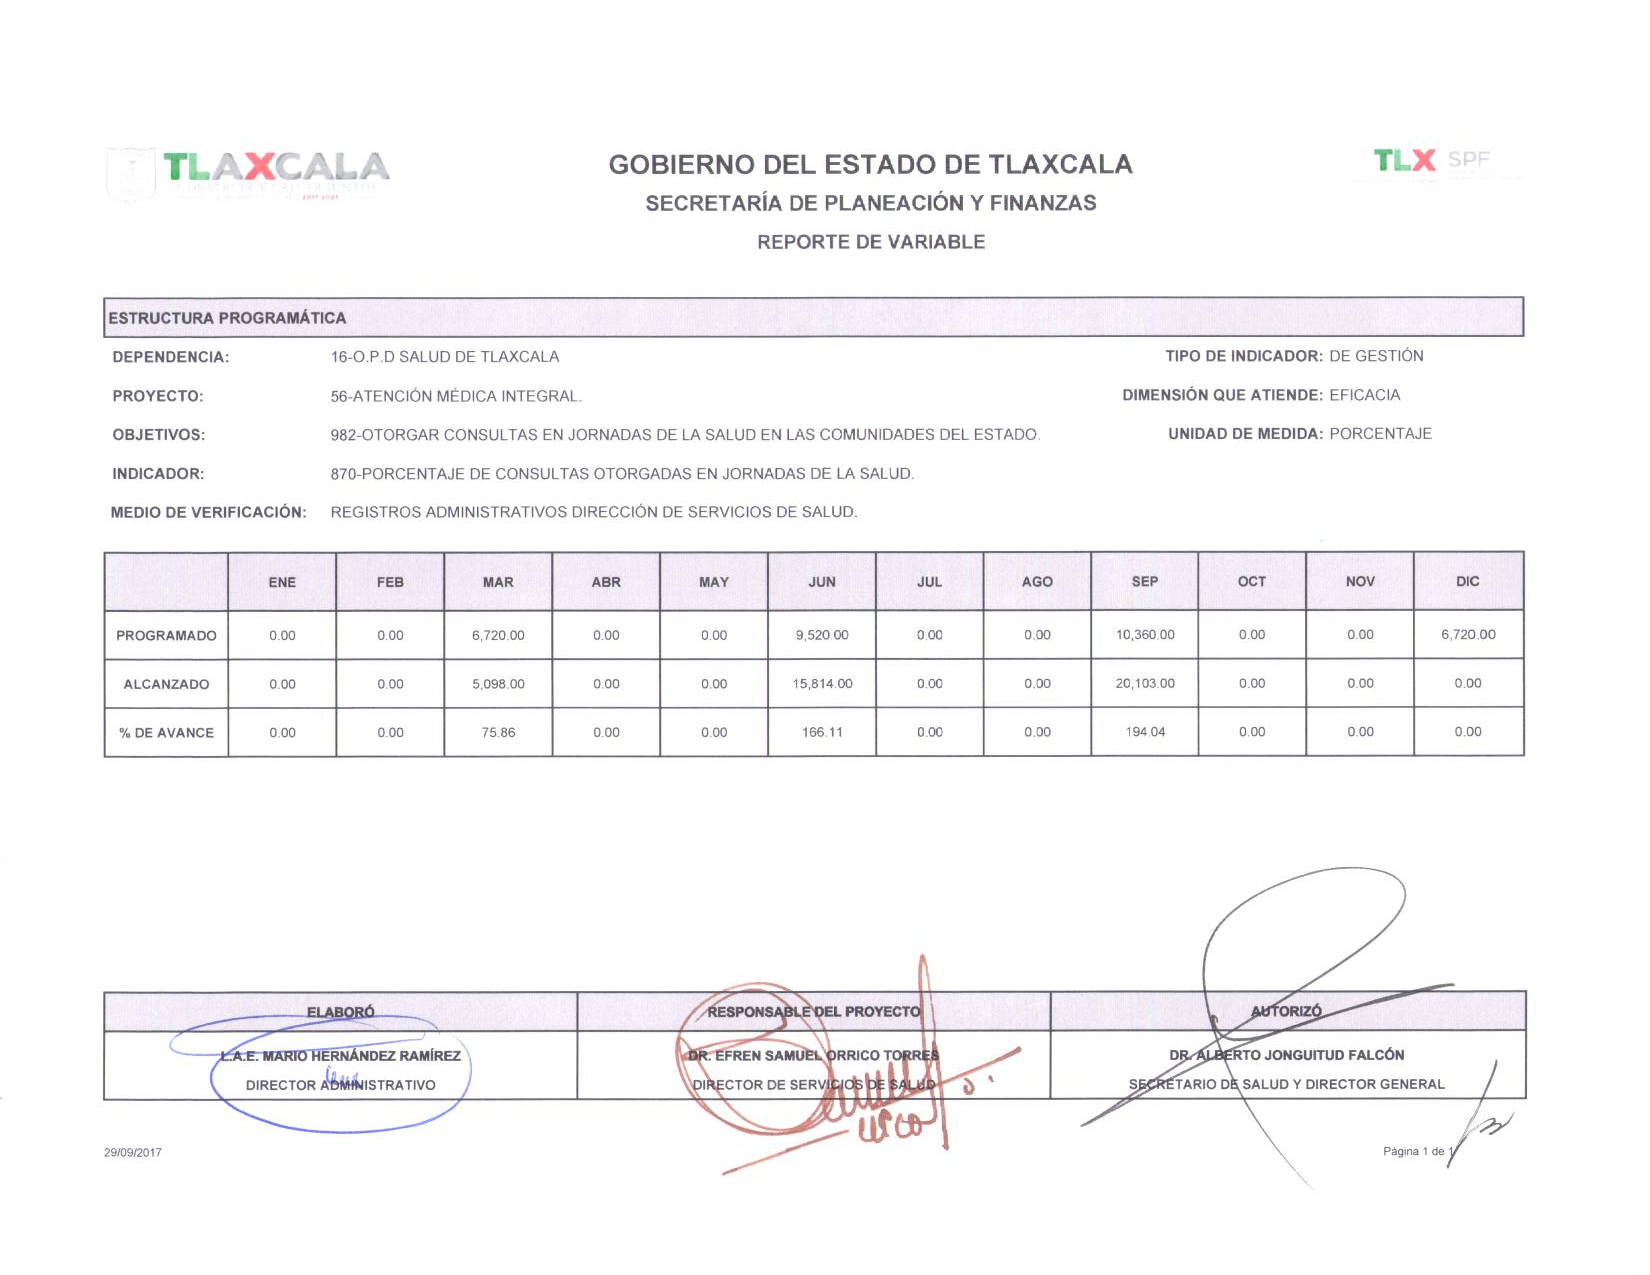 TLAXCALA
CONSTRUIR Y CRECER JUNTOS
2017-2021
GOBIERNO DEL ESTADO DE TLAXCALA
SECRETARÍA DE PLANEACIÓN Y FINANZAS
REPORTE DE VARIABLE
TLX SPF
ESTRUCTURA PROGRAMÁTICA
DEPENDENCIA: 16-O.P.D SALUD DE TLAXCALA TIPO DE INDICADOR: DE GESTIÓN
PROYECTO: 56-ATENCIÓN MÉDICA INTEGRAL. DIMENSIÓN QUE ATIENDE: EFICACIA
OBJETIVOS: 982-OTORGAR CONSULTAS EN JORNADAS DE LA SALUD EN LAS COMUNIDADES DEL ESTADO. UNIDAD DE MEDIDA: PORCENTAJE
INDICADOR: 870-PORCENTAJE DE CONSULTAS OTORGADAS EN JORNADAS DE LA SALUD.
MEDIO DE VERIFICACIÓN: REGISTROS ADMINISTRATIVOS DIRECCIÓN DE SERVICIOS DE SALUD.
ENE FEB MAR ABR MAY JUN JUL AGO SEP OCT NOV DIC
PROGRAMADO 0.00 0.00 6,720.00 0.00 0.00 9,520.00 0.00 0.00 10,360.00 0.00 0.00 6,720.00
ALCANZADO 0.00 0.00 5,098.00 0.00 0.00 15,814.00 0.00 0.00 20,103.00 0.00 0.00 0.00
% DE AVANCE 0.00 0.00 75.86 0.00 0.00 166.11 0.00 0.00 194.04 0.00 0.00 0.00
ELABORÓ RESPONSABLE DEL PROYECTO AUTORIZÓ
L.A.E. MARIO HERNÁNDEZ RAMÍREZ DR. EFREN SAMUEL ORRICO TORRES DR. ALBERTO JONGUITUD FALCÓN
DIRECTOR ADMINISTRATIVO DIRECTOR DE SERVICIOS DE SALUD SECRETARIO DE SALUD Y DIRECTOR GENERAL
29/09/2017 Página 1 de 1